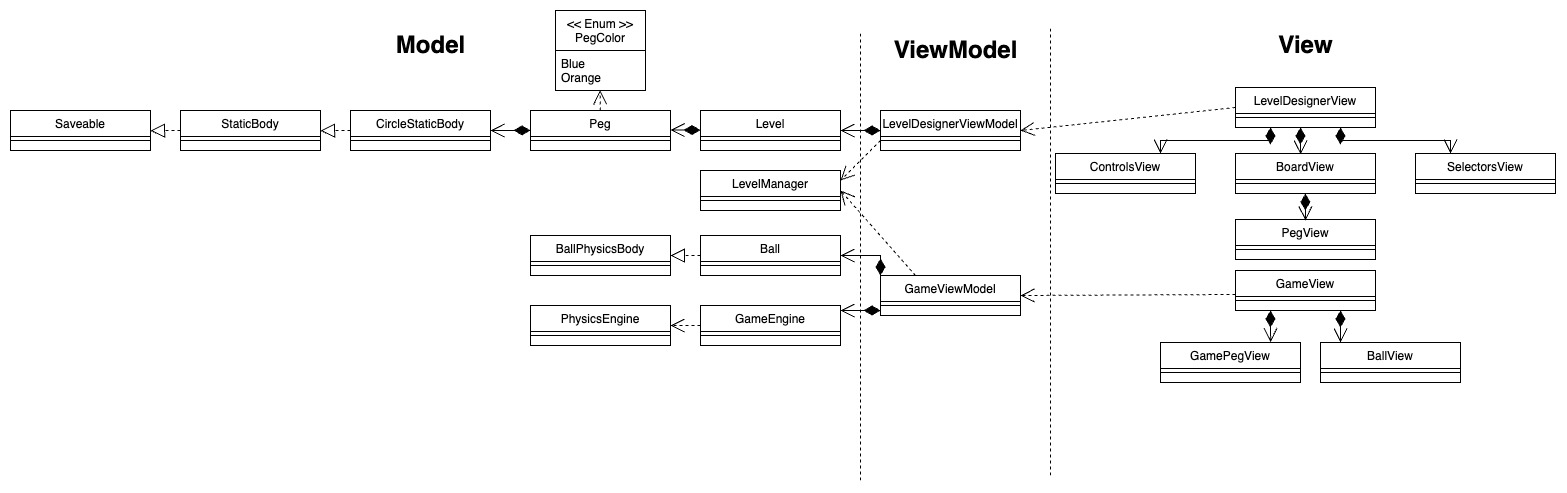 Model
ViewModel
View
<< Enum >>
PegColor
Blue
Orange
Saveable
StaticBody
CircleStaticBody
Peg
Level
LevelDesignerViewModel
LevelDesignerView
ControlsView
BoardView
SelectorsView
LevelManager
PegView
BallPhysicsBody
Ball
GameViewModel
GameView
PhysicsEngine
GameEngine
GamePegView
BallView